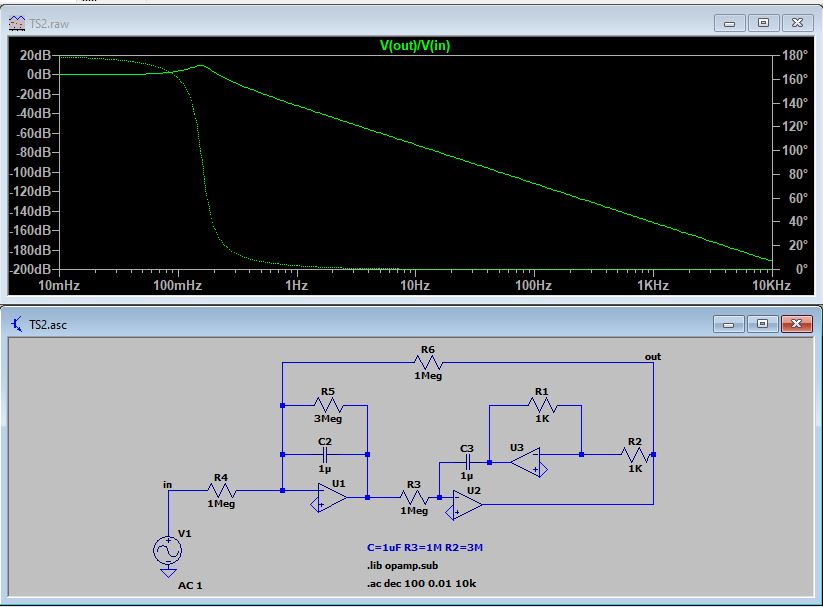 TS2.raw
V(out)/V(in)
20dB
0dB
-20dB
-40dB
-60dB
-80dB
-100dB
-120dB
-140dB
-160dB
-180dB
-200dB
180°
160°
140°
120°
100°
80°
60°
40°
20°
0°
10mHz 100mHz 1Hz 10Hz 100Hz 1KHz 10KHz
TS2.asc
R6
1Meg
out
R5
3Meg
R1
1K
C2
1µ
C3
1µ
U3
R2
1K
in
R4
1Meg
U1
R3
1Meg
U2
V1
AC 1
C=1uF R3=1M R2=3M
.lib opamp.sub
.ac dec 100 0.01 10k